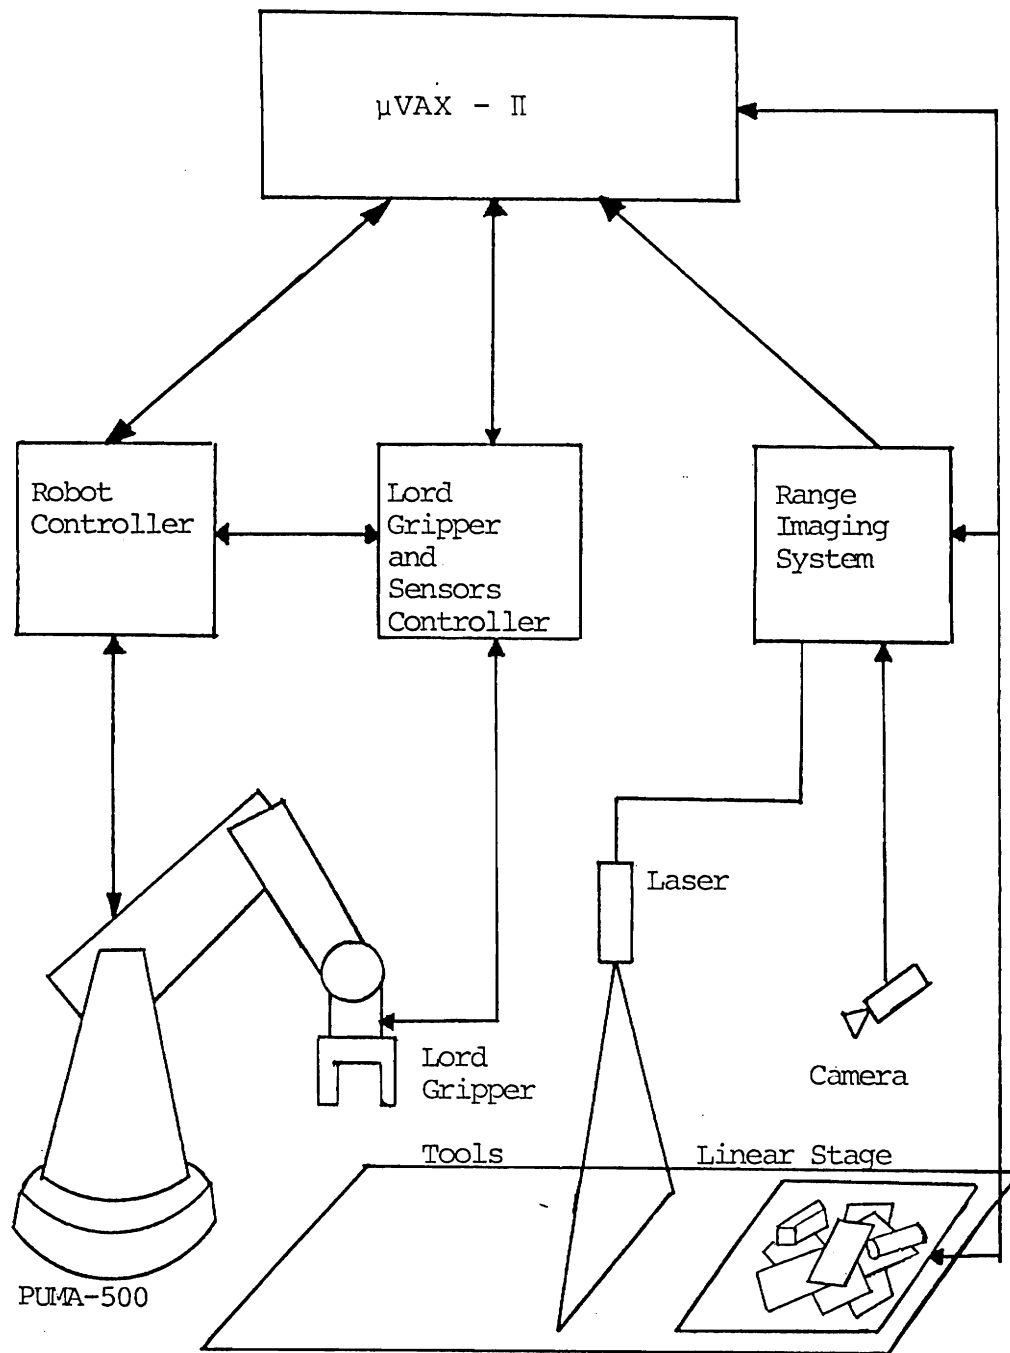 μVAX - II
Robot
Controller
Lord
Gripper
and
Sensors
Controller
Range
Imaging
System
Laser
Lord
Gripper
Camera
Tools
Linear Stage
PUMA-500